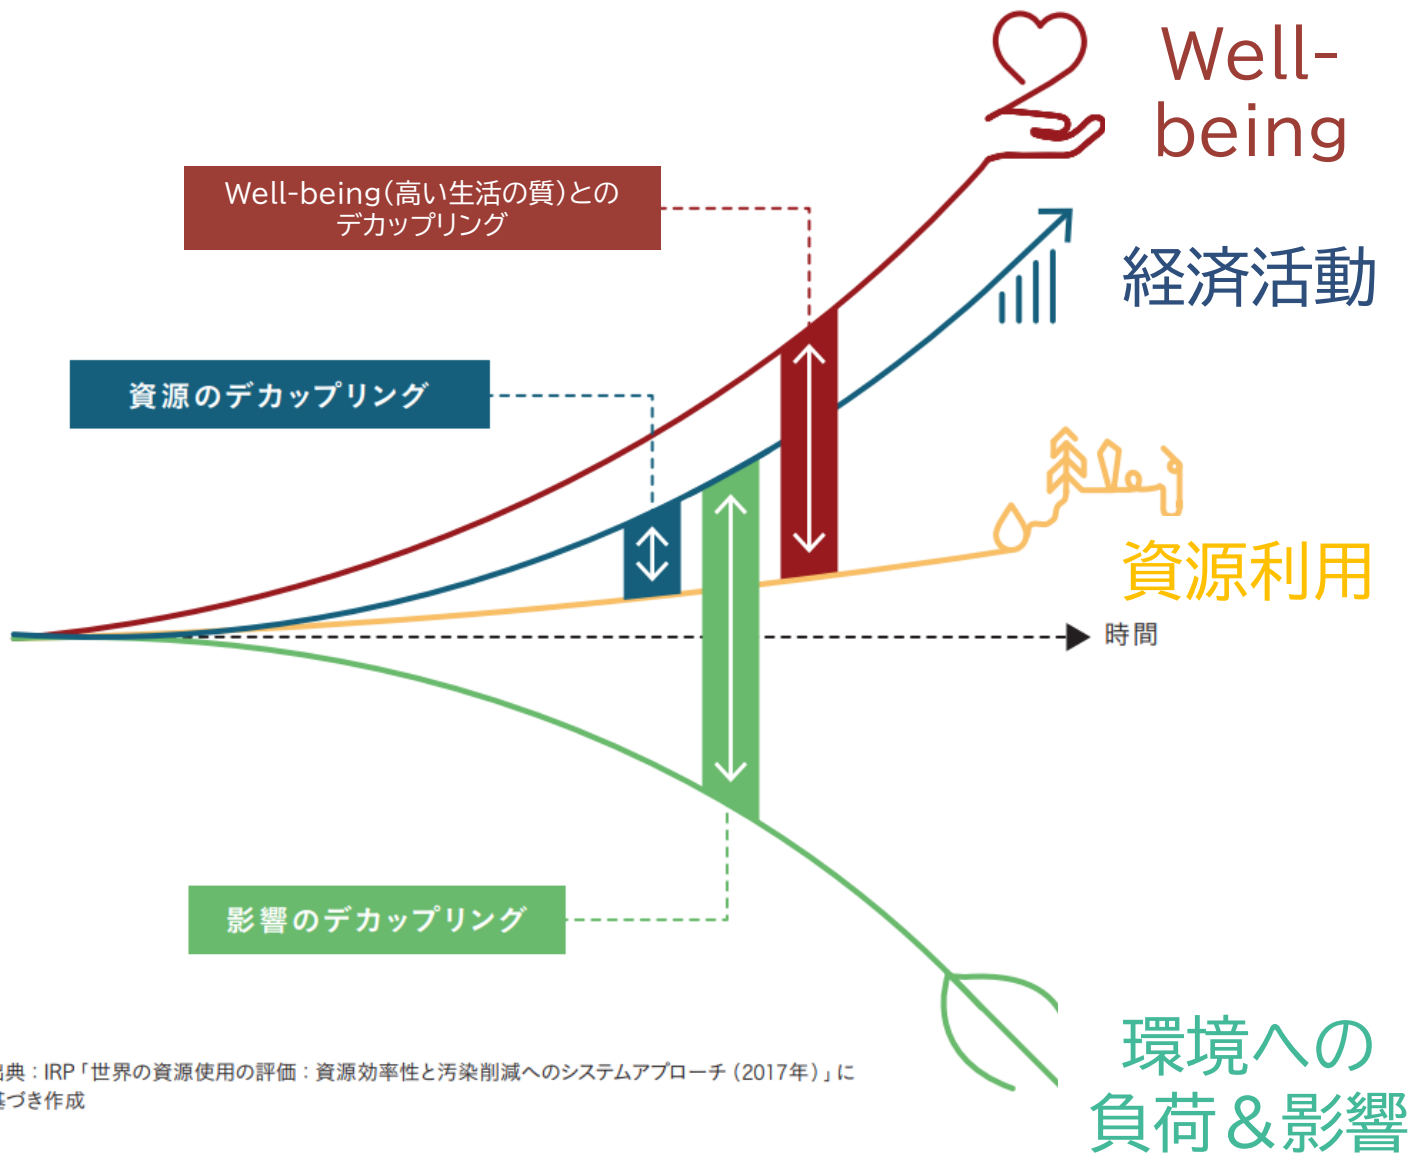 Well-
being
Well-being(高い生活の質)との
デカップリング
経済活動
資源のデカップリング
資源利用
時間
影響のデカップリング
環境への
負荷&影響
出典:IRP「世界の資源使用の評価:資源効率性と汚染削減へのシステムアプローチ(2017年)」に
基づき作成